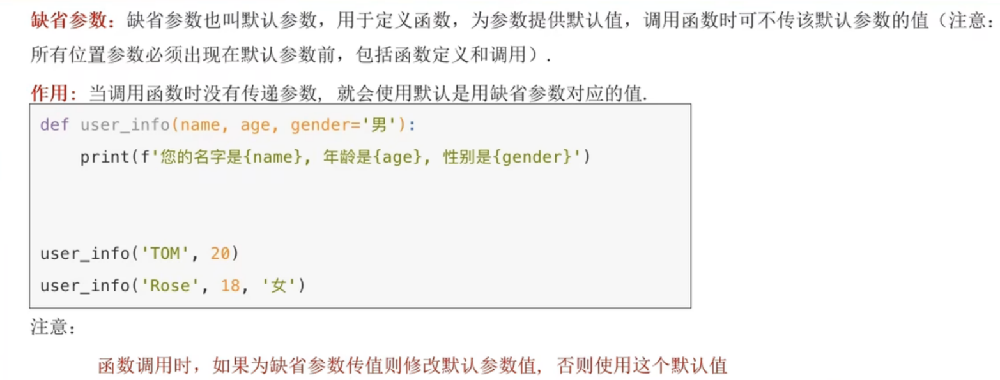 缺省参数：缺省参数也叫默认参数，用于定义函数，为参数提供默认值，调用函数时可不传该默认参数的值（注意：
所有位置参数必须出现在默认参数前，包括函数定义和调用）.
作用：当调用函数时没有传递参数, 就会使用默认是用缺省参数对应的值.
def user_info(name, age, gender='男'):
    print(f'您的名字是{name}, 年龄是{age}, 性别是{gender}')
user_info('TOM', 20)
user_info('Rose', 18, '女')
注意：
函数调用时，如果为缺省参数传值则修改默认参数值, 否则使用这个默认值